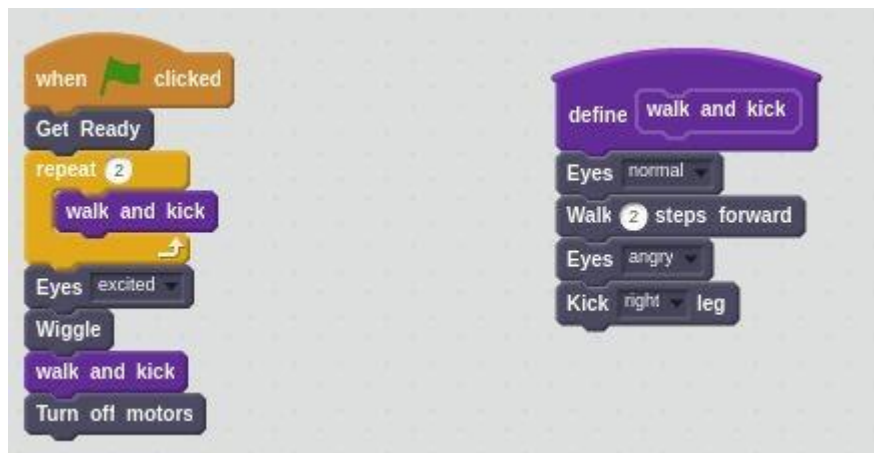 when clicked
Get Ready
repeat 2
walk and kick
Eyes excited
Wiggle
walk and kick
Turn off motors
define walk and kick
Eyes normal
Walk 2 steps forward
Eyes angry
Kick right leg